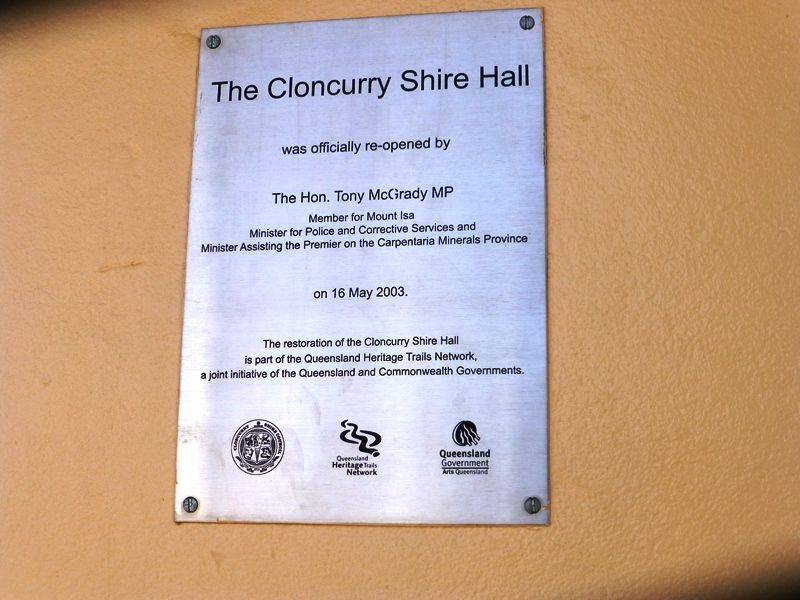 The Cloncurry Shire Hall
was officially re-opened by
The Hon. Tony McGrady MP
Member for Mount Isa
Minister for Police and Corrective Services and
Minister Assisting the Premier on the Carpentaria Minerals Province
on 16 May 2003.
The restoration of the Cloncurry Shire Hall
is part of the Queensland Heritage Trails Network,
a joint initiative of the Queensland and Commonwealth Governments.
CLONCURRY SHIRE COUNCIL
Queensland
Heritage Trails
Network
Queensland
Government
Arts Queensland